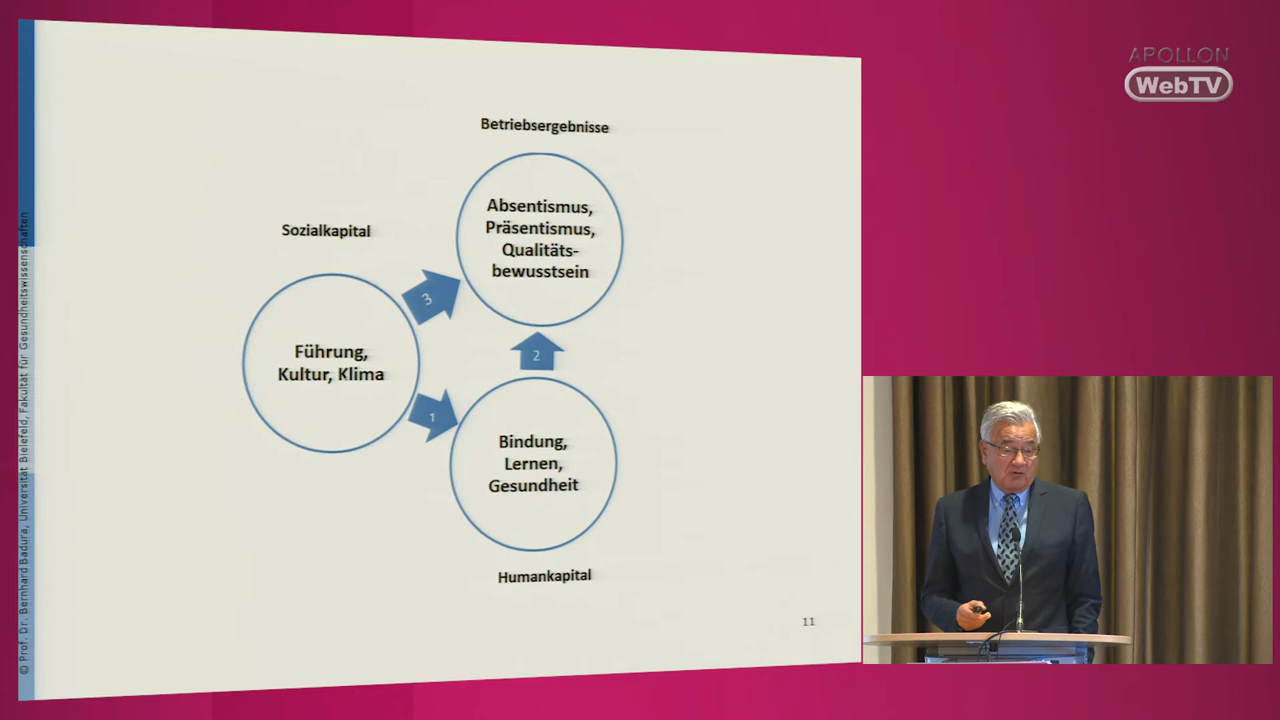 APOLLON
WebTV
Betriebsergebnisse
Absentismus,
Präsentismus,
Qualitäts-
bewusstsein
Sozialkapital
3
Führung,
Kultur, Klima
2
1
Bindung,
Lernen,
Gesundheit
Humankapital
11
© Prof. Dr. Bernhard Badura, Universität Bielefeld, Fakultät für Gesundheitswissenschaften